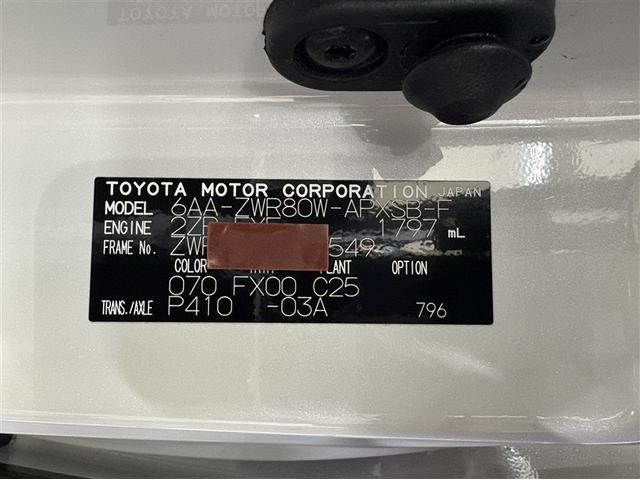 TOYOTA MOTOR CORPORATION JAPAN
MODEL 6AA-ZWR80W-APXSB-F
ENGINE 2ZR 1797 mL
FRAME No. ZWR 549
COLOR TRIM PLANT OPTION
070 FX00 C25
TRANS./AXLE P410 -03A 796